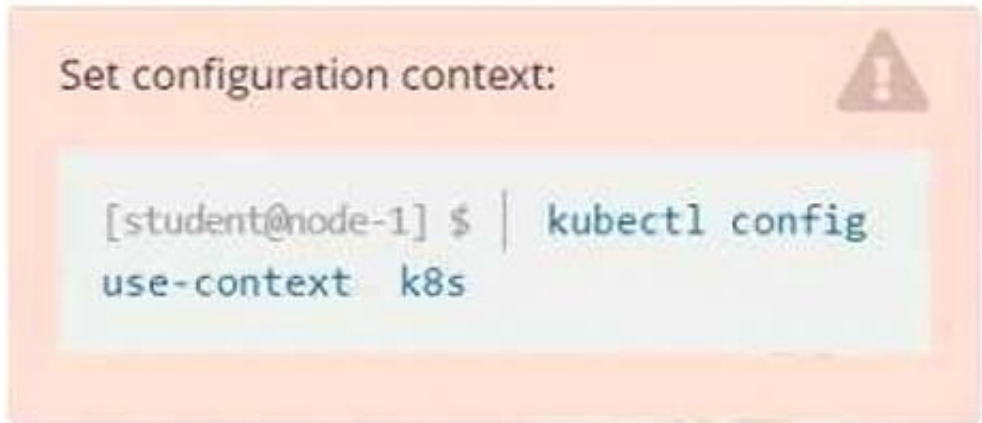 Set configuration context:
[student@node-1] $ | kubectl config
use-context k8s